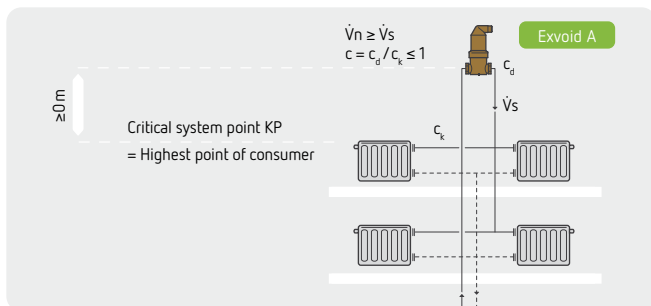 V̇n ≥ V̇s
c = c_d / c_k ≤ 1
Exvoid A
c_d
≥0 m
V̇s
Critical system point KP
= Highest point of consumer
c_k